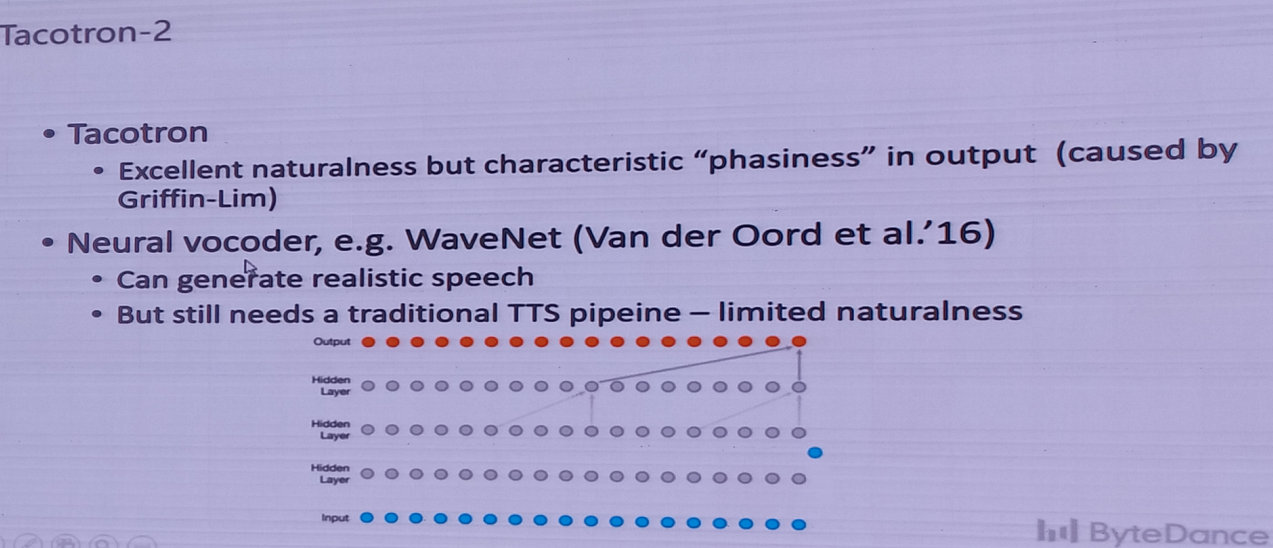 Tacotron-2
• Tacotron
• Excellent naturalness but characteristic “phasiness” in output (caused by
Griffin-Lim)
• Neural vocoder, e.g. WaveNet (Van der Oord et al.’16)
• Can generate realistic speech
• But still needs a traditional TTS pipeine – limited naturalness
Output
Hidden
Layer
Hidden
Layer
Hidden
Layer
Input
ByteDance